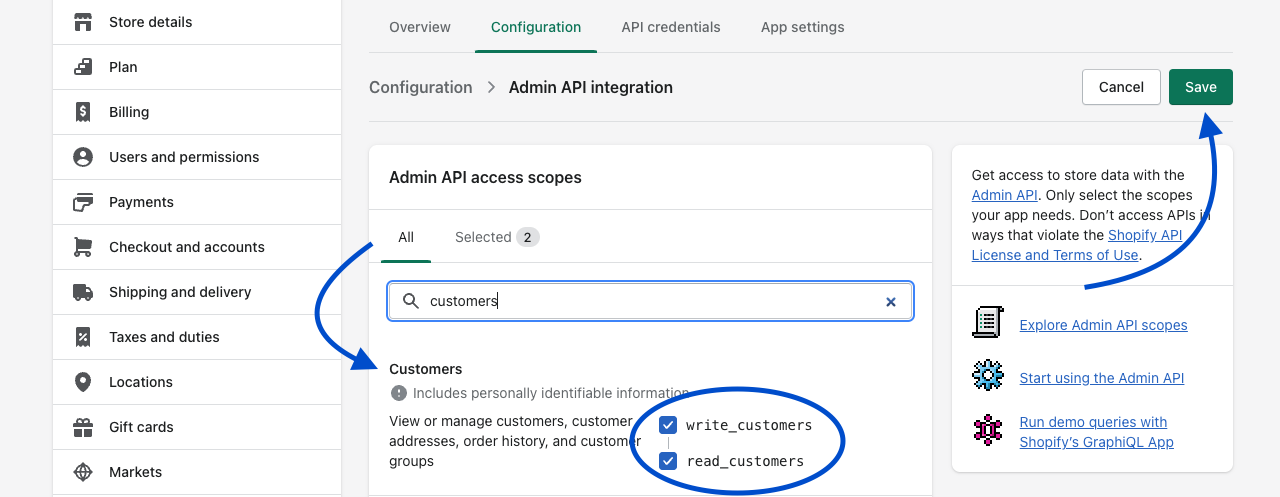 Store details
Plan
Billing
Users and permissions
Payments
Checkout and accounts
Shipping and delivery
Taxes and duties
Locations
Gift cards
Markets
Overview Configuration API credentials App settings
Configuration Admin API integration Cancel Save
Admin API access scopes
All Selected 2
customers
Customers
Includes personally identifiable information
View or manage customers, customer
addresses, order history, and customer
groups
write_customers
read_customers
Get access to store data with the
Admin API. Only select the scopes
your app needs. Don’t access APIs in
ways that violate the Shopify API
License and Terms of Use.
Explore Admin API scopes
Start using the Admin API
Run demo queries with
Shopify’s GraphiQL App